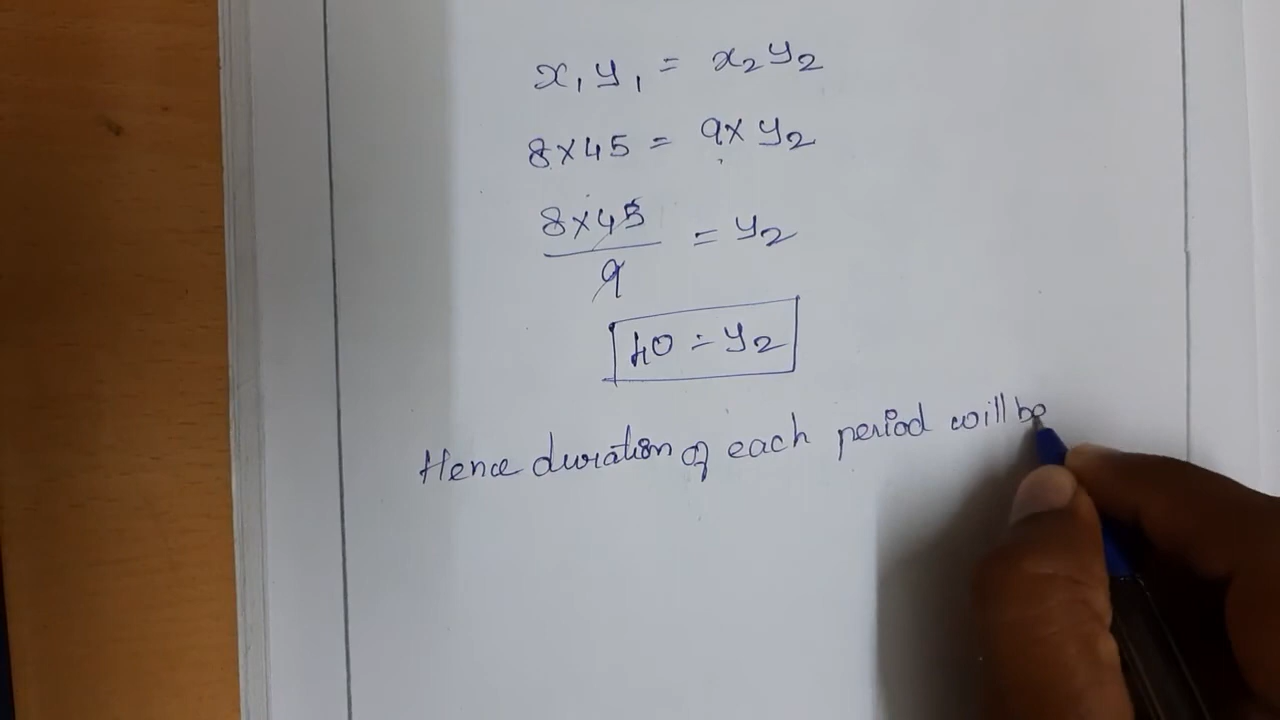 x₁y₁ = x₂y₂
8×45 = 9×y₂
8×45
9
= y₂
40 = y₂
Hence duration of each period will be